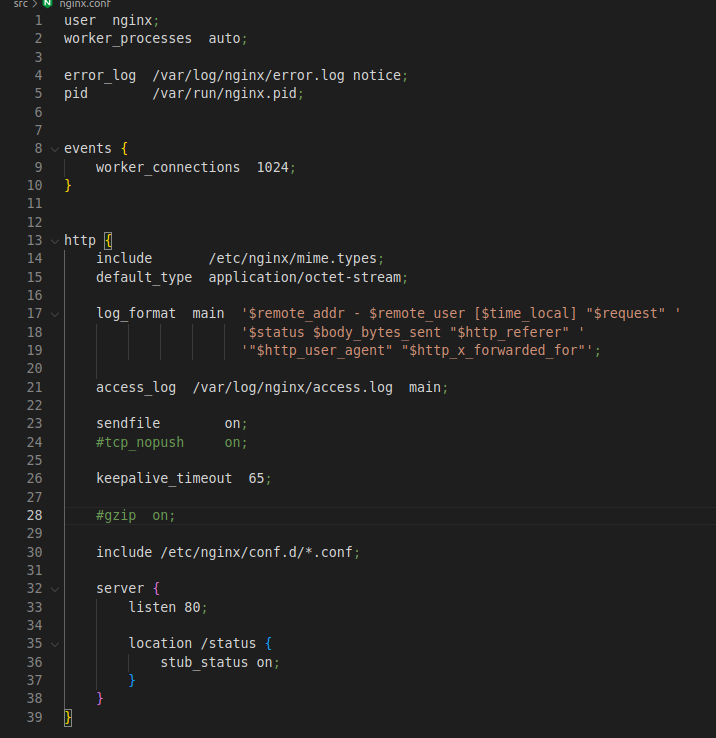 src > nginx.conf
1 user  nginx;
2 worker_processes  auto;
3
4 error_log  /var/log/nginx/error.log notice;
5 pid        /var/run/nginx.pid;
6
7
8 events {
9     worker_connections  1024;
10 }
11
12
13 http {
14     include       /etc/nginx/mime.types;
15     default_type  application/octet-stream;
16
17     log_format  main  '$remote_addr - $remote_user [$time_local] "$request" '
18                       '$status $body_bytes_sent "$http_referer" '
19                       '"$http_user_agent" "$http_x_forwarded_for"';
20
21     access_log  /var/log/nginx/access.log  main;
22
23     sendfile        on;
24     #tcp_nopush     on;
25
26     keepalive_timeout  65;
27
28     #gzip  on;
29
30     include /etc/nginx/conf.d/*.conf;
31
32     server {
33         listen 80;
34
35         location /status {
36             stub_status on;
37         }
38     }
39 }